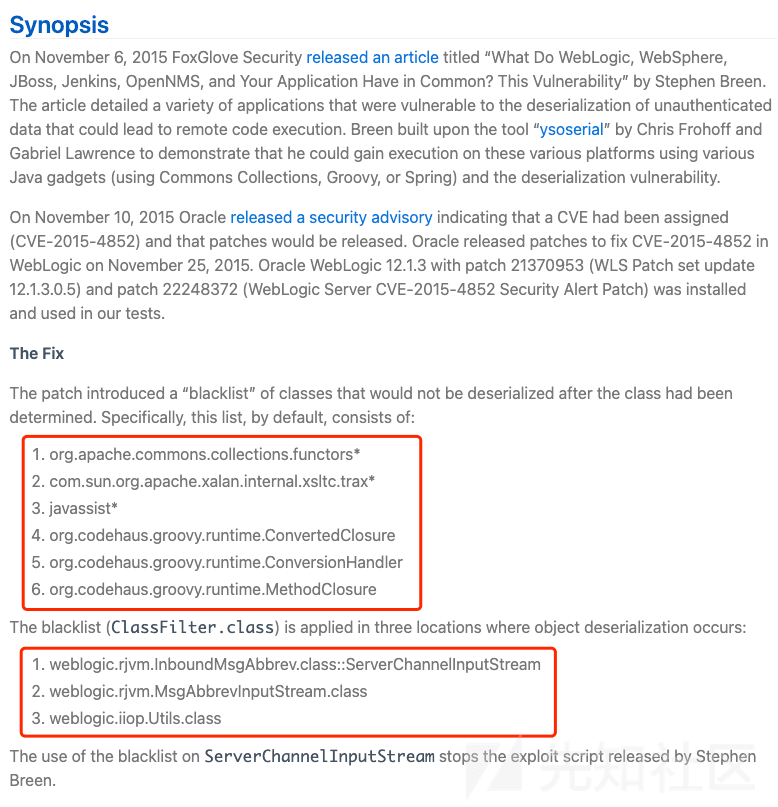 Synopsis
On November 6, 2015 FoxGlove Security released an article titled “What Do WebLogic, WebSphere,
JBoss, Jenkins, OpenNMS, and Your Application Have in Common? This Vulnerability” by Stephen Breen.
The article detailed a variety of applications that were vulnerable to the deserialization of unauthenticated
data that could lead to remote code execution. Breen built upon the tool “ysoserial” by Chris Frohoff and
Gabriel Lawrence to demonstrate that he could gain execution on these various platforms using various
Java gadgets (using Commons Collections, Groovy, or Spring) and the deserialization vulnerability.
On November 10, 2015 Oracle released a security advisory indicating that a CVE had been assigned
(CVE-2015-4852) and that patches would be released. Oracle released patches to fix CVE-2015-4852 in
WebLogic on November 25, 2015. Oracle WebLogic 12.1.3 with patch 21370953 (WLS Patch set update
12.1.3.0.5) and patch 22248372 (WebLogic Server CVE-2015-4852 Security Alert Patch) was installed
and used in our tests.
The Fix
The patch introduced a “blacklist” of classes that would not be deserialized after the class had been
determined. Specifically, this list, by default, consists of:
1. org.apache.commons.collections.functors*
2. com.sun.org.apache.xalan.internal.xsltc.trax*
3. javassist*
4. org.codehaus.groovy.runtime.ConvertedClosure
5. org.codehaus.groovy.runtime.ConversionHandler
6. org.codehaus.groovy.runtime.MethodClosure
The blacklist (ClassFilter.class) is applied in three locations where object deserialization occurs:
1. weblogic.rjvm.InboundMsgAbbrev.class::ServerChannelInputStream
2. weblogic.rjvm.MsgAbbrevInputStream.class
3. weblogic.iiop.Utils.class
The use of the blacklist on ServerChannelInputStream stops the exploit script released by Stephen
Breen.
先知社区